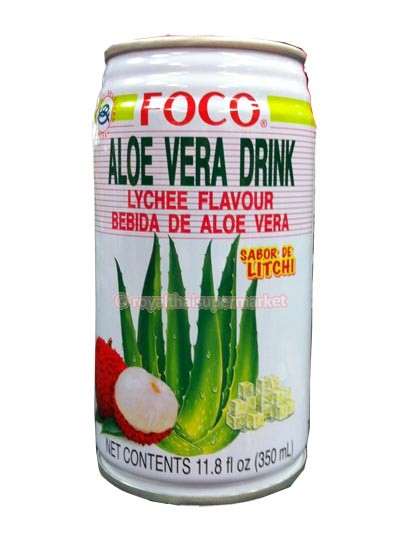 FOCO®
ALOE VERA DRINK
LYCHEE FLAVOUR
BEBIDA DE ALOE VERA
SABOR DE
LITCHI
© royalthaisupermarket
NET CONTENTS 11.8 fl oz (350 mL)